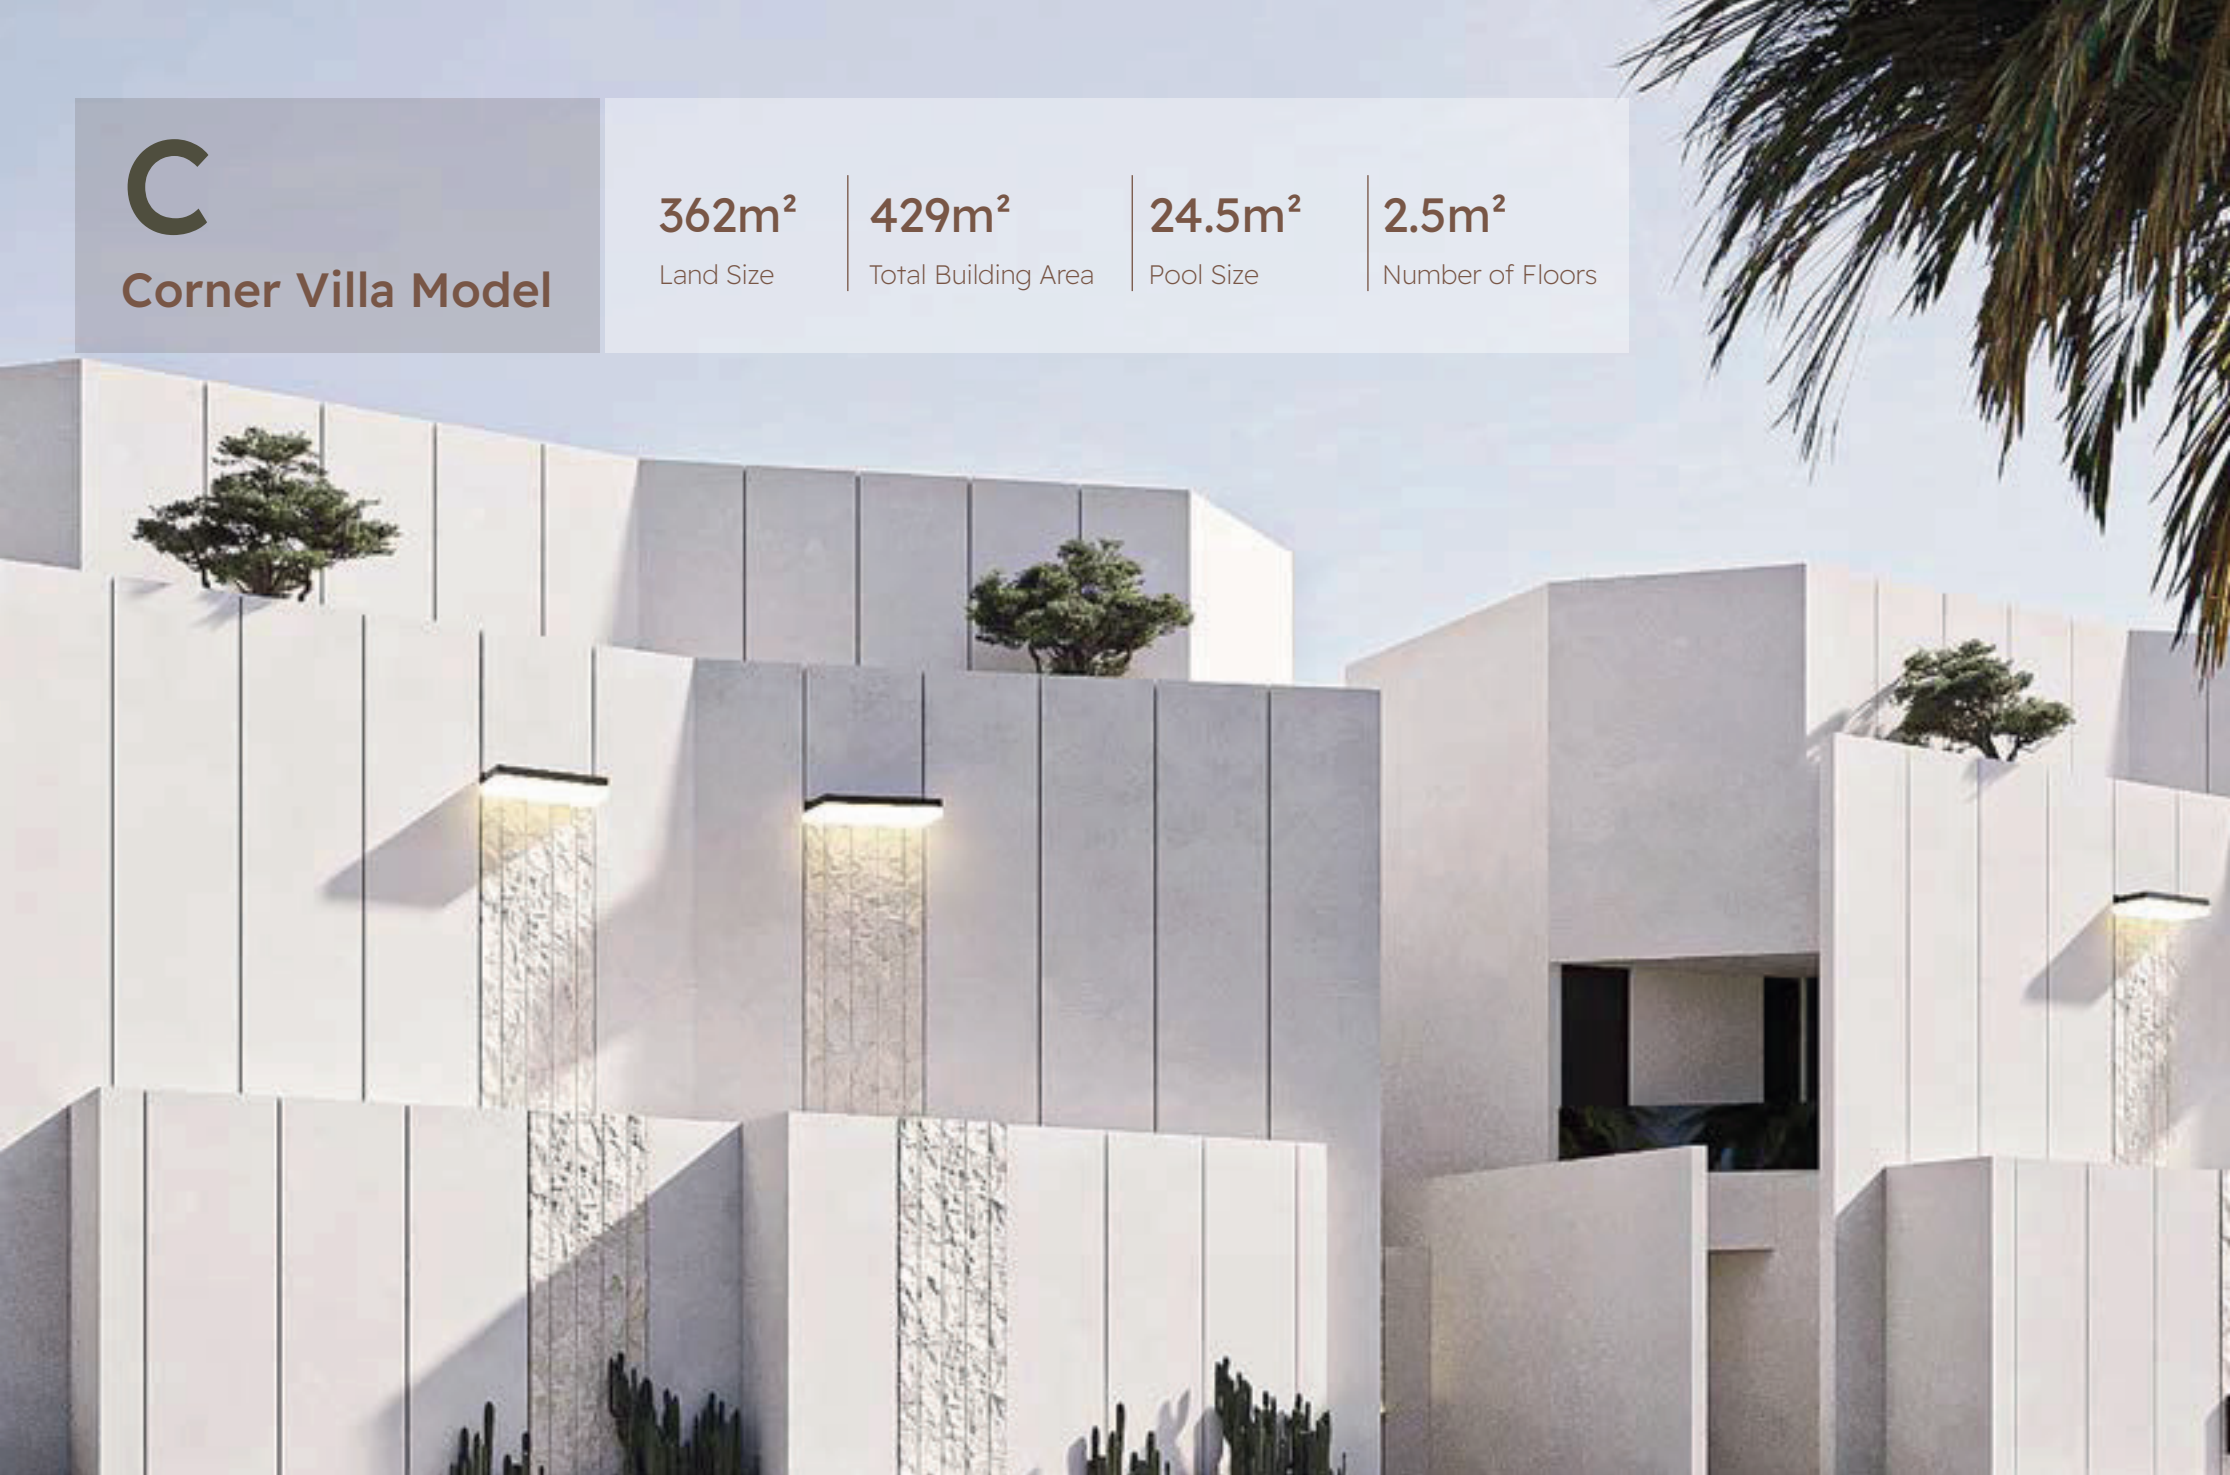 C
Corner Villa Model
362m²
Land Size
429m²
Total Building Area
24.5m²
Pool Size
2.5m²
Number of Floors